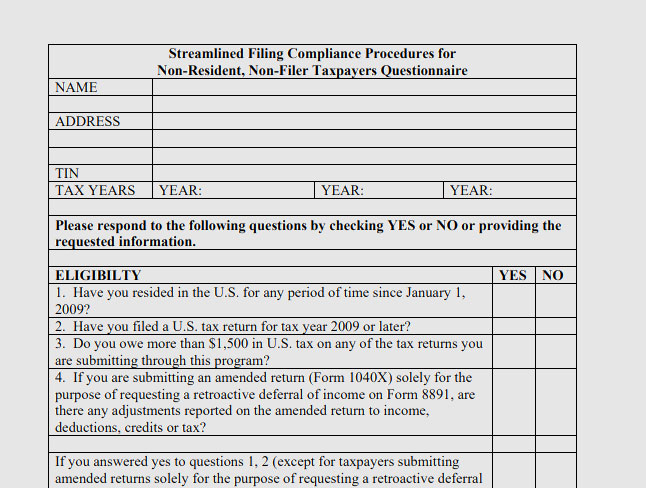 Streamlined Filing Compliance Procedures for
Non-Resident, Non-Filer Taxpayers Questionnaire
NAME
ADDRESS
TIN
TAX YEARS YEAR: YEAR: YEAR:
Please respond to the following questions by checking YES or NO or providing the
requested information.
ELIGIBILTY YES NO
1. Have you resided in the U.S. for any period of time since January 1,
2009?
2. Have you filed a U.S. tax return for tax year 2009 or later?
3. Do you owe more than $1,500 in U.S. tax on any of the tax returns you
are submitting through this program?
4. If you are submitting an amended return (Form 1040X) solely for the
purpose of requesting a retroactive deferral of income on Form 8891, are
there any adjustments reported on the amended return to income,
deductions, credits or tax?
If you answered yes to questions 1, 2 (except for taxpayers submitting
amended returns solely for the purpose of requesting a retroactive deferral